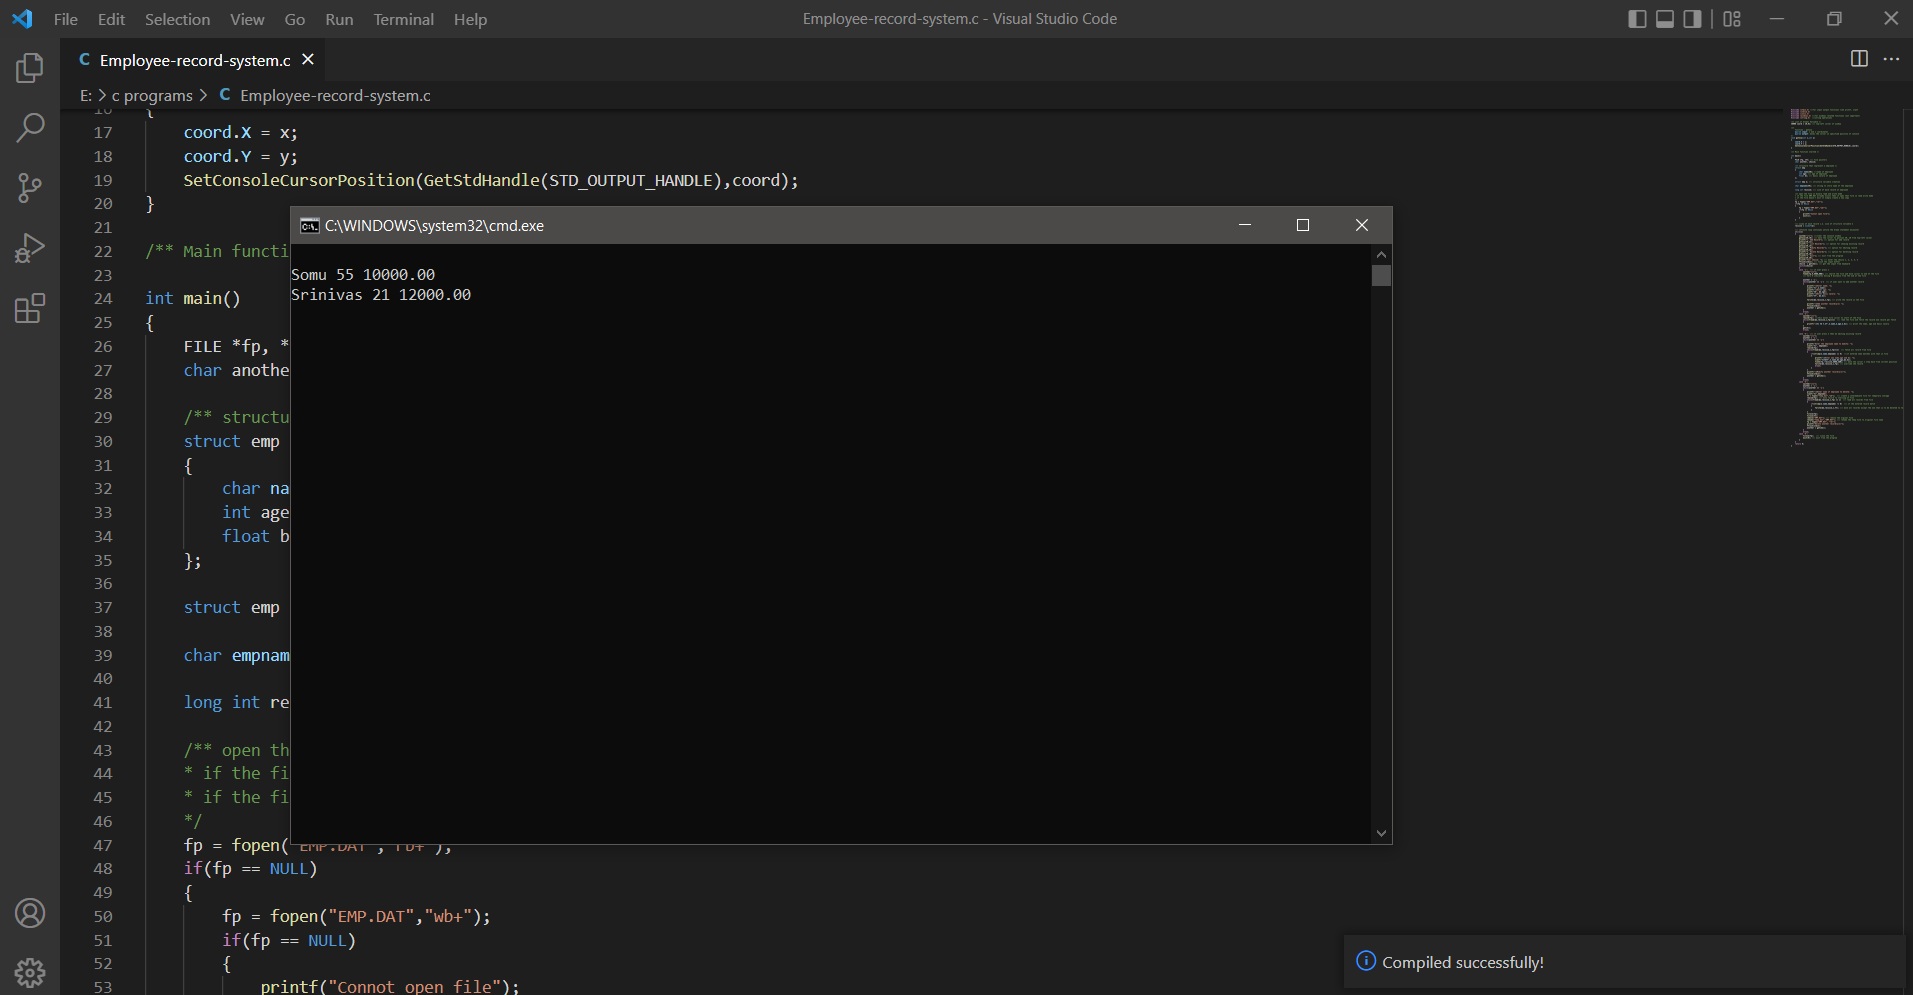 File Edit Selection View Go Run Terminal Help
Employee-record-system.c - Visual Studio Code
C Employee-record-system.c
E: > c programs > C Employee-record-system.c
16 {
17 coord.X = x;
18 coord.Y = y;
19 SetConsoleCursorPosition(GetStdHandle(STD_OUTPUT_HANDLE),coord);
20 }
21
22 /** Main functi
23
24 int main()
25 {
26 FILE *fp, *
27 char anothe
28
29 /** structu
30 struct emp
31 {
32 char na
33 int age
34 float b
35 };
36
37 struct emp
38
39 char empnam
40
41 long int re
42
43 /** open th
44 * if the fi
45 * if the fi
46 */
47 fp = fopen("EMP.DAT","rb+");
48 if(fp == NULL)
49 {
50 fp = fopen("EMP.DAT","wb+");
51 if(fp == NULL)
52 {
53 printf("Connot open file");
C:\WINDOWS\system32\cmd.exe
Somu 55 10000.00
Srinivas 21 12000.00
Compiled successfully!